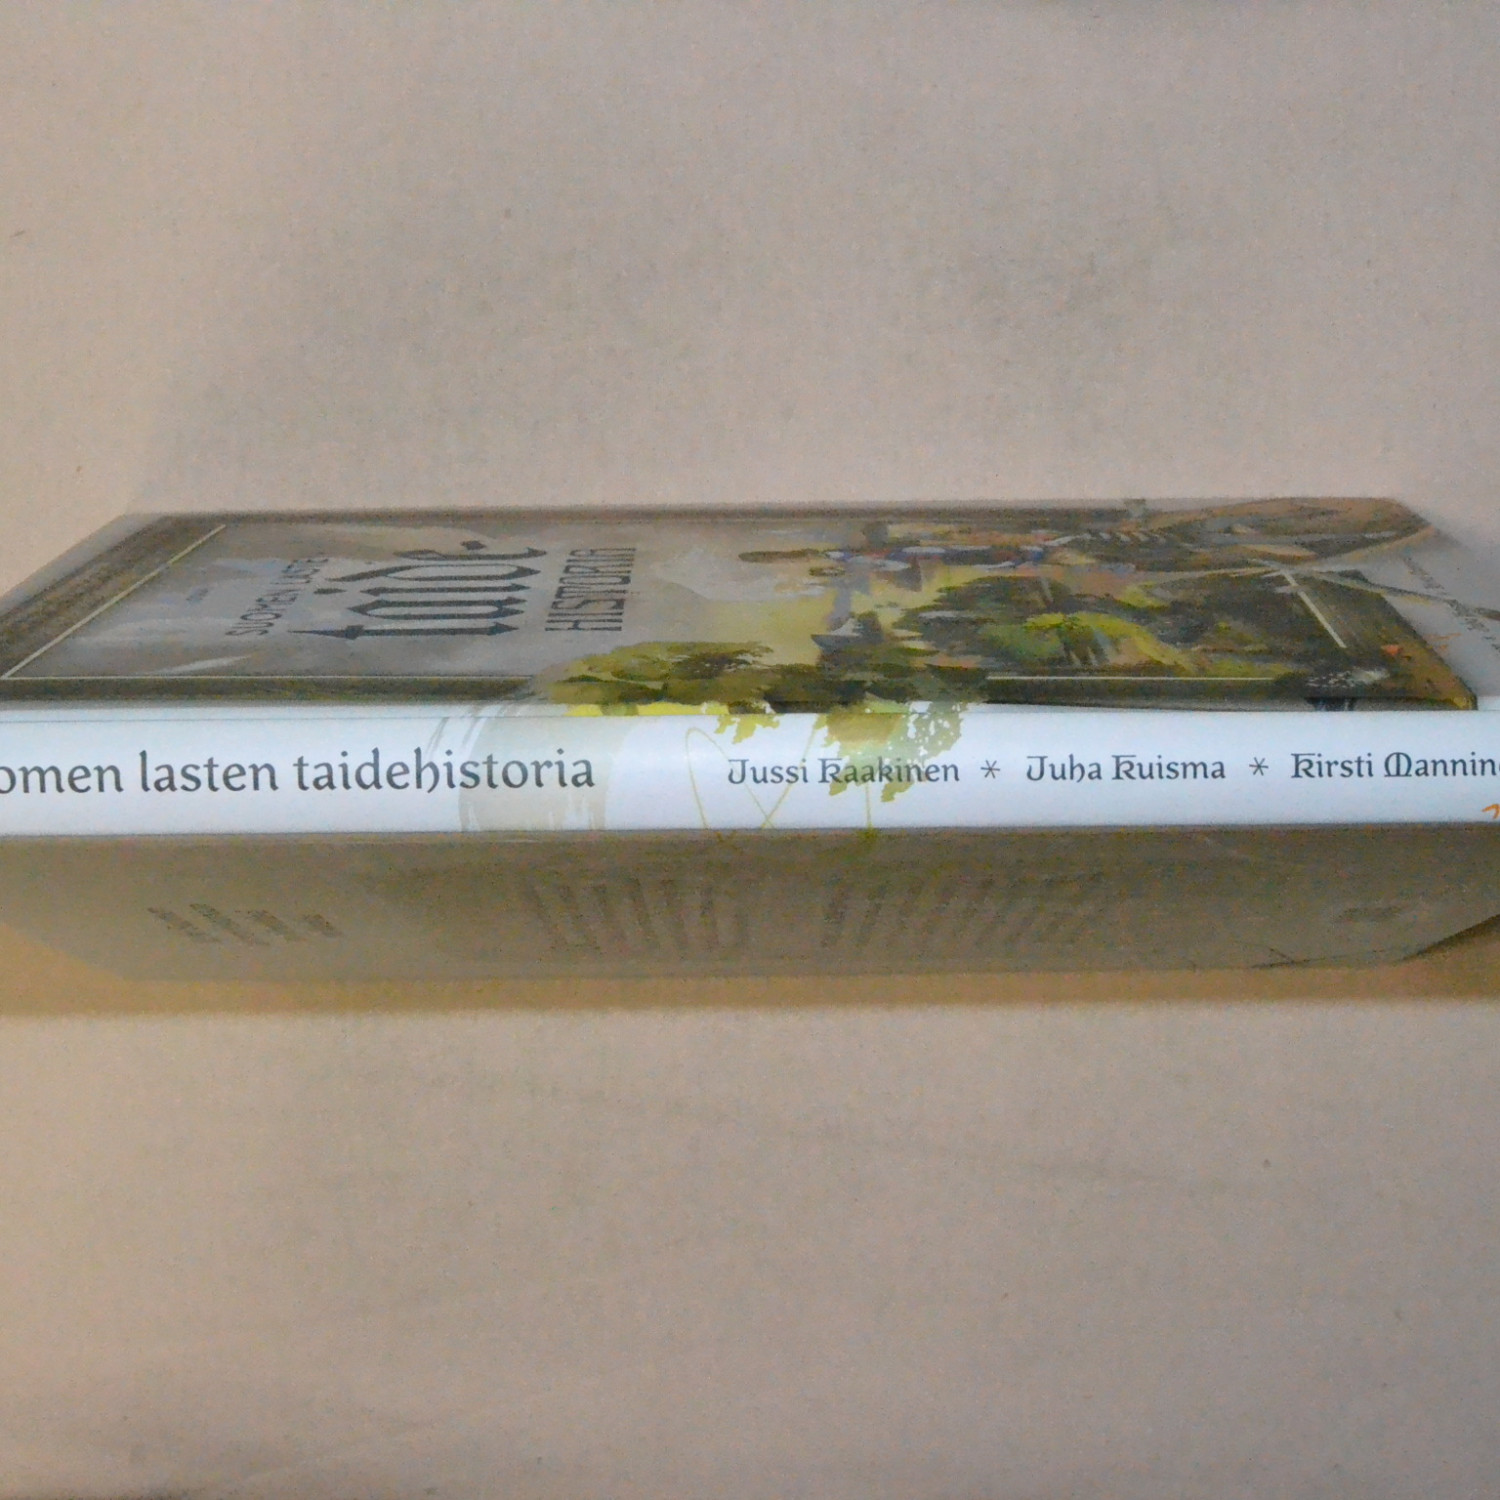 SUOMEN LASTEN
taide-
HISTORIA
omen lasten taidehistoria Jussi Kaakinen * Juha Kuisma * Kirsti Mannin